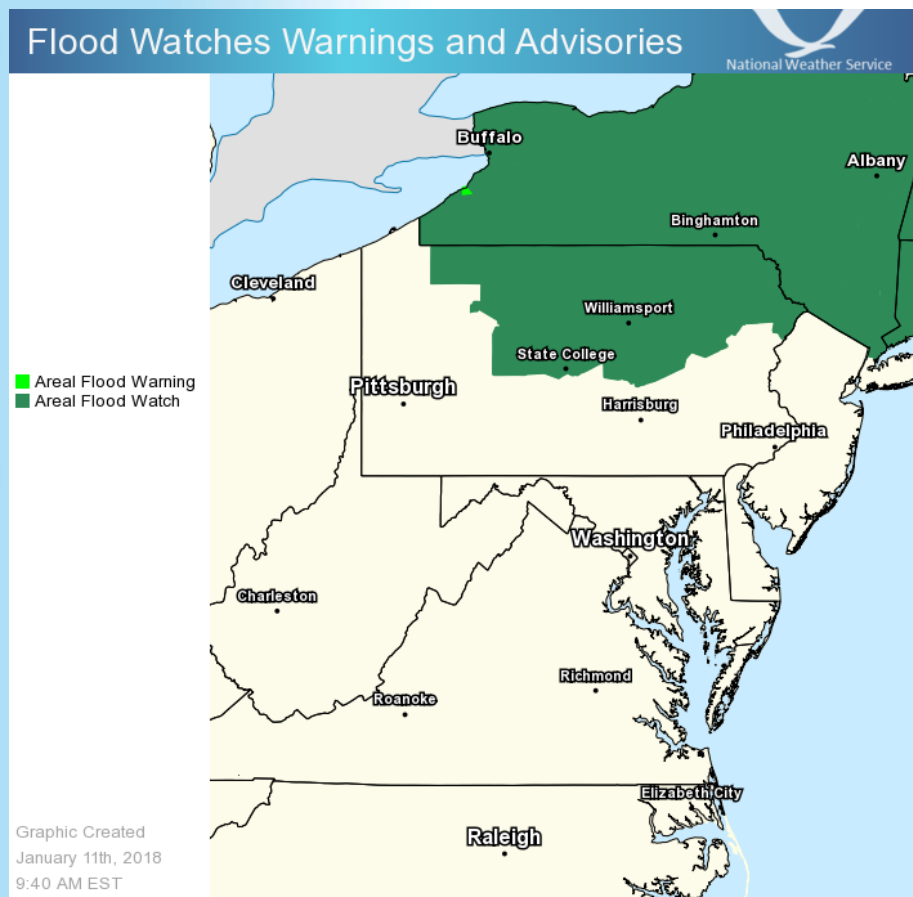 Flood Watches Warnings and Advisories
National Weather Service
Buffalo
Albany
Binghamton
Cleveland
Williamsport
State College
Areal Flood Warning
Areal Flood Watch
Pittsburgh
Harrisburg
Philadelphia
Washington
Charleston
Richmond
Roanoke
Elizabeth City
Raleigh
Graphic Created
January 11th, 2018
9:40 AM EST